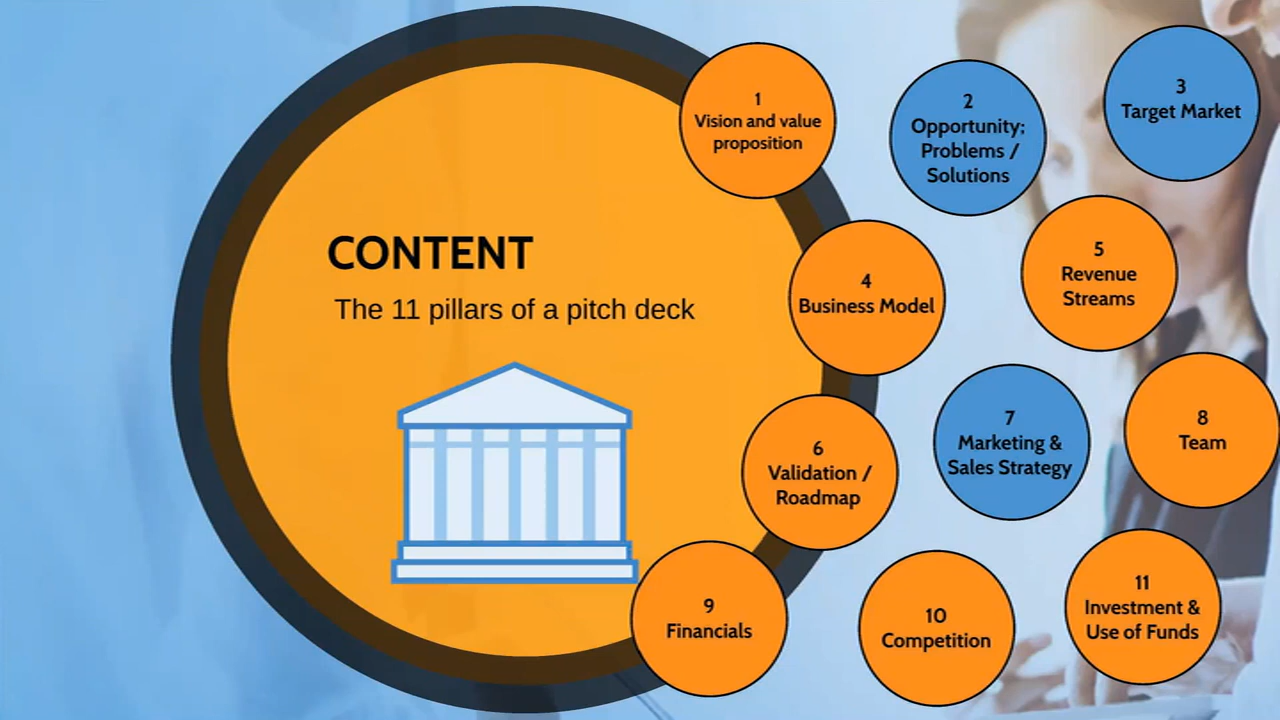 CONTENT
The 11 pillars of a pitch deck
1
Vision and value
proposition
2
Opportunity;
Problems /
Solutions
3
Target Market
4
Business Model
5
Revenue
Streams
6
Validation /
Roadmap
7
Marketing &
Sales Strategy
8
Team
9
Financials
10
Competition
11
Investment &
Use of Funds